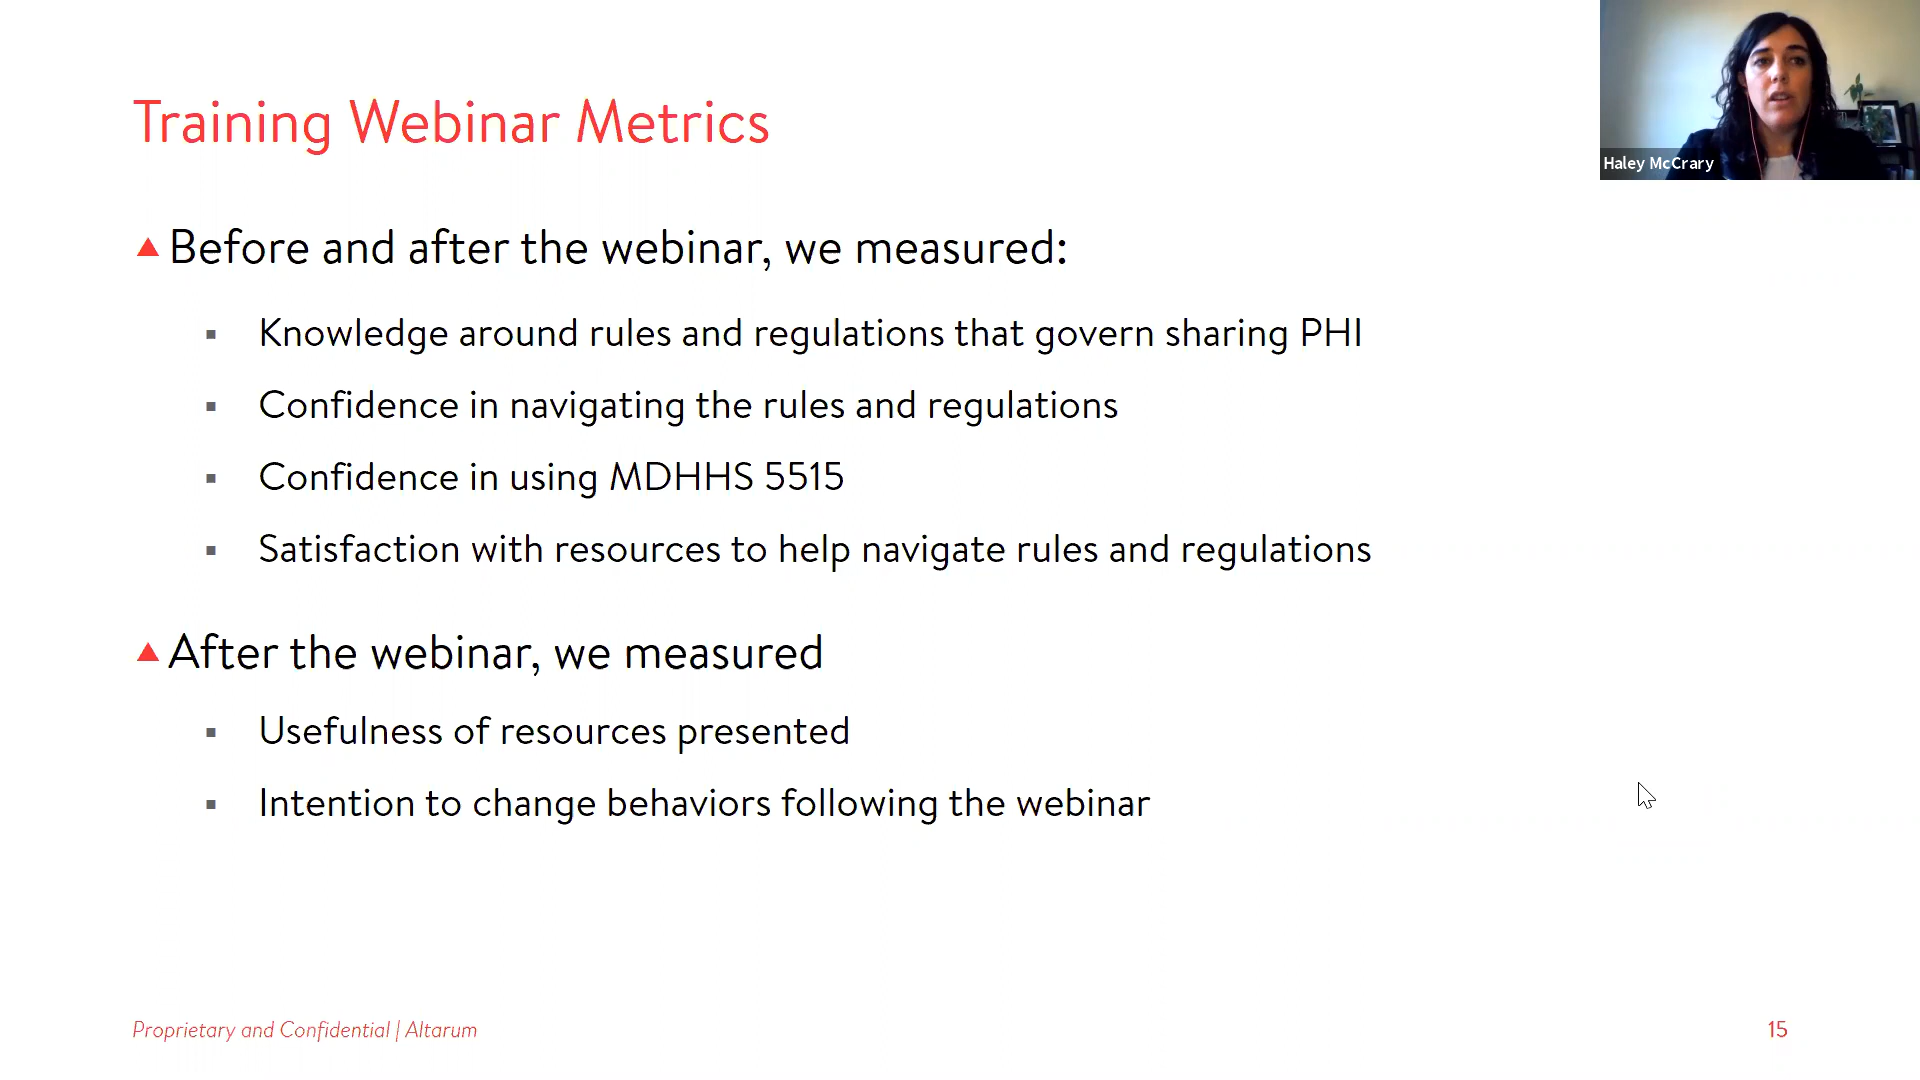 Training Webinar Metrics
Haley McCrary
Before and after the webinar, we measured:
Knowledge around rules and regulations that govern sharing PHI
Confidence in navigating the rules and regulations
Confidence in using MDHHS 5515
Satisfaction with resources to help navigate rules and regulations
After the webinar, we measured
Usefulness of resources presented
Intention to change behaviors following the webinar
Proprietary and Confidential | Altarum
15